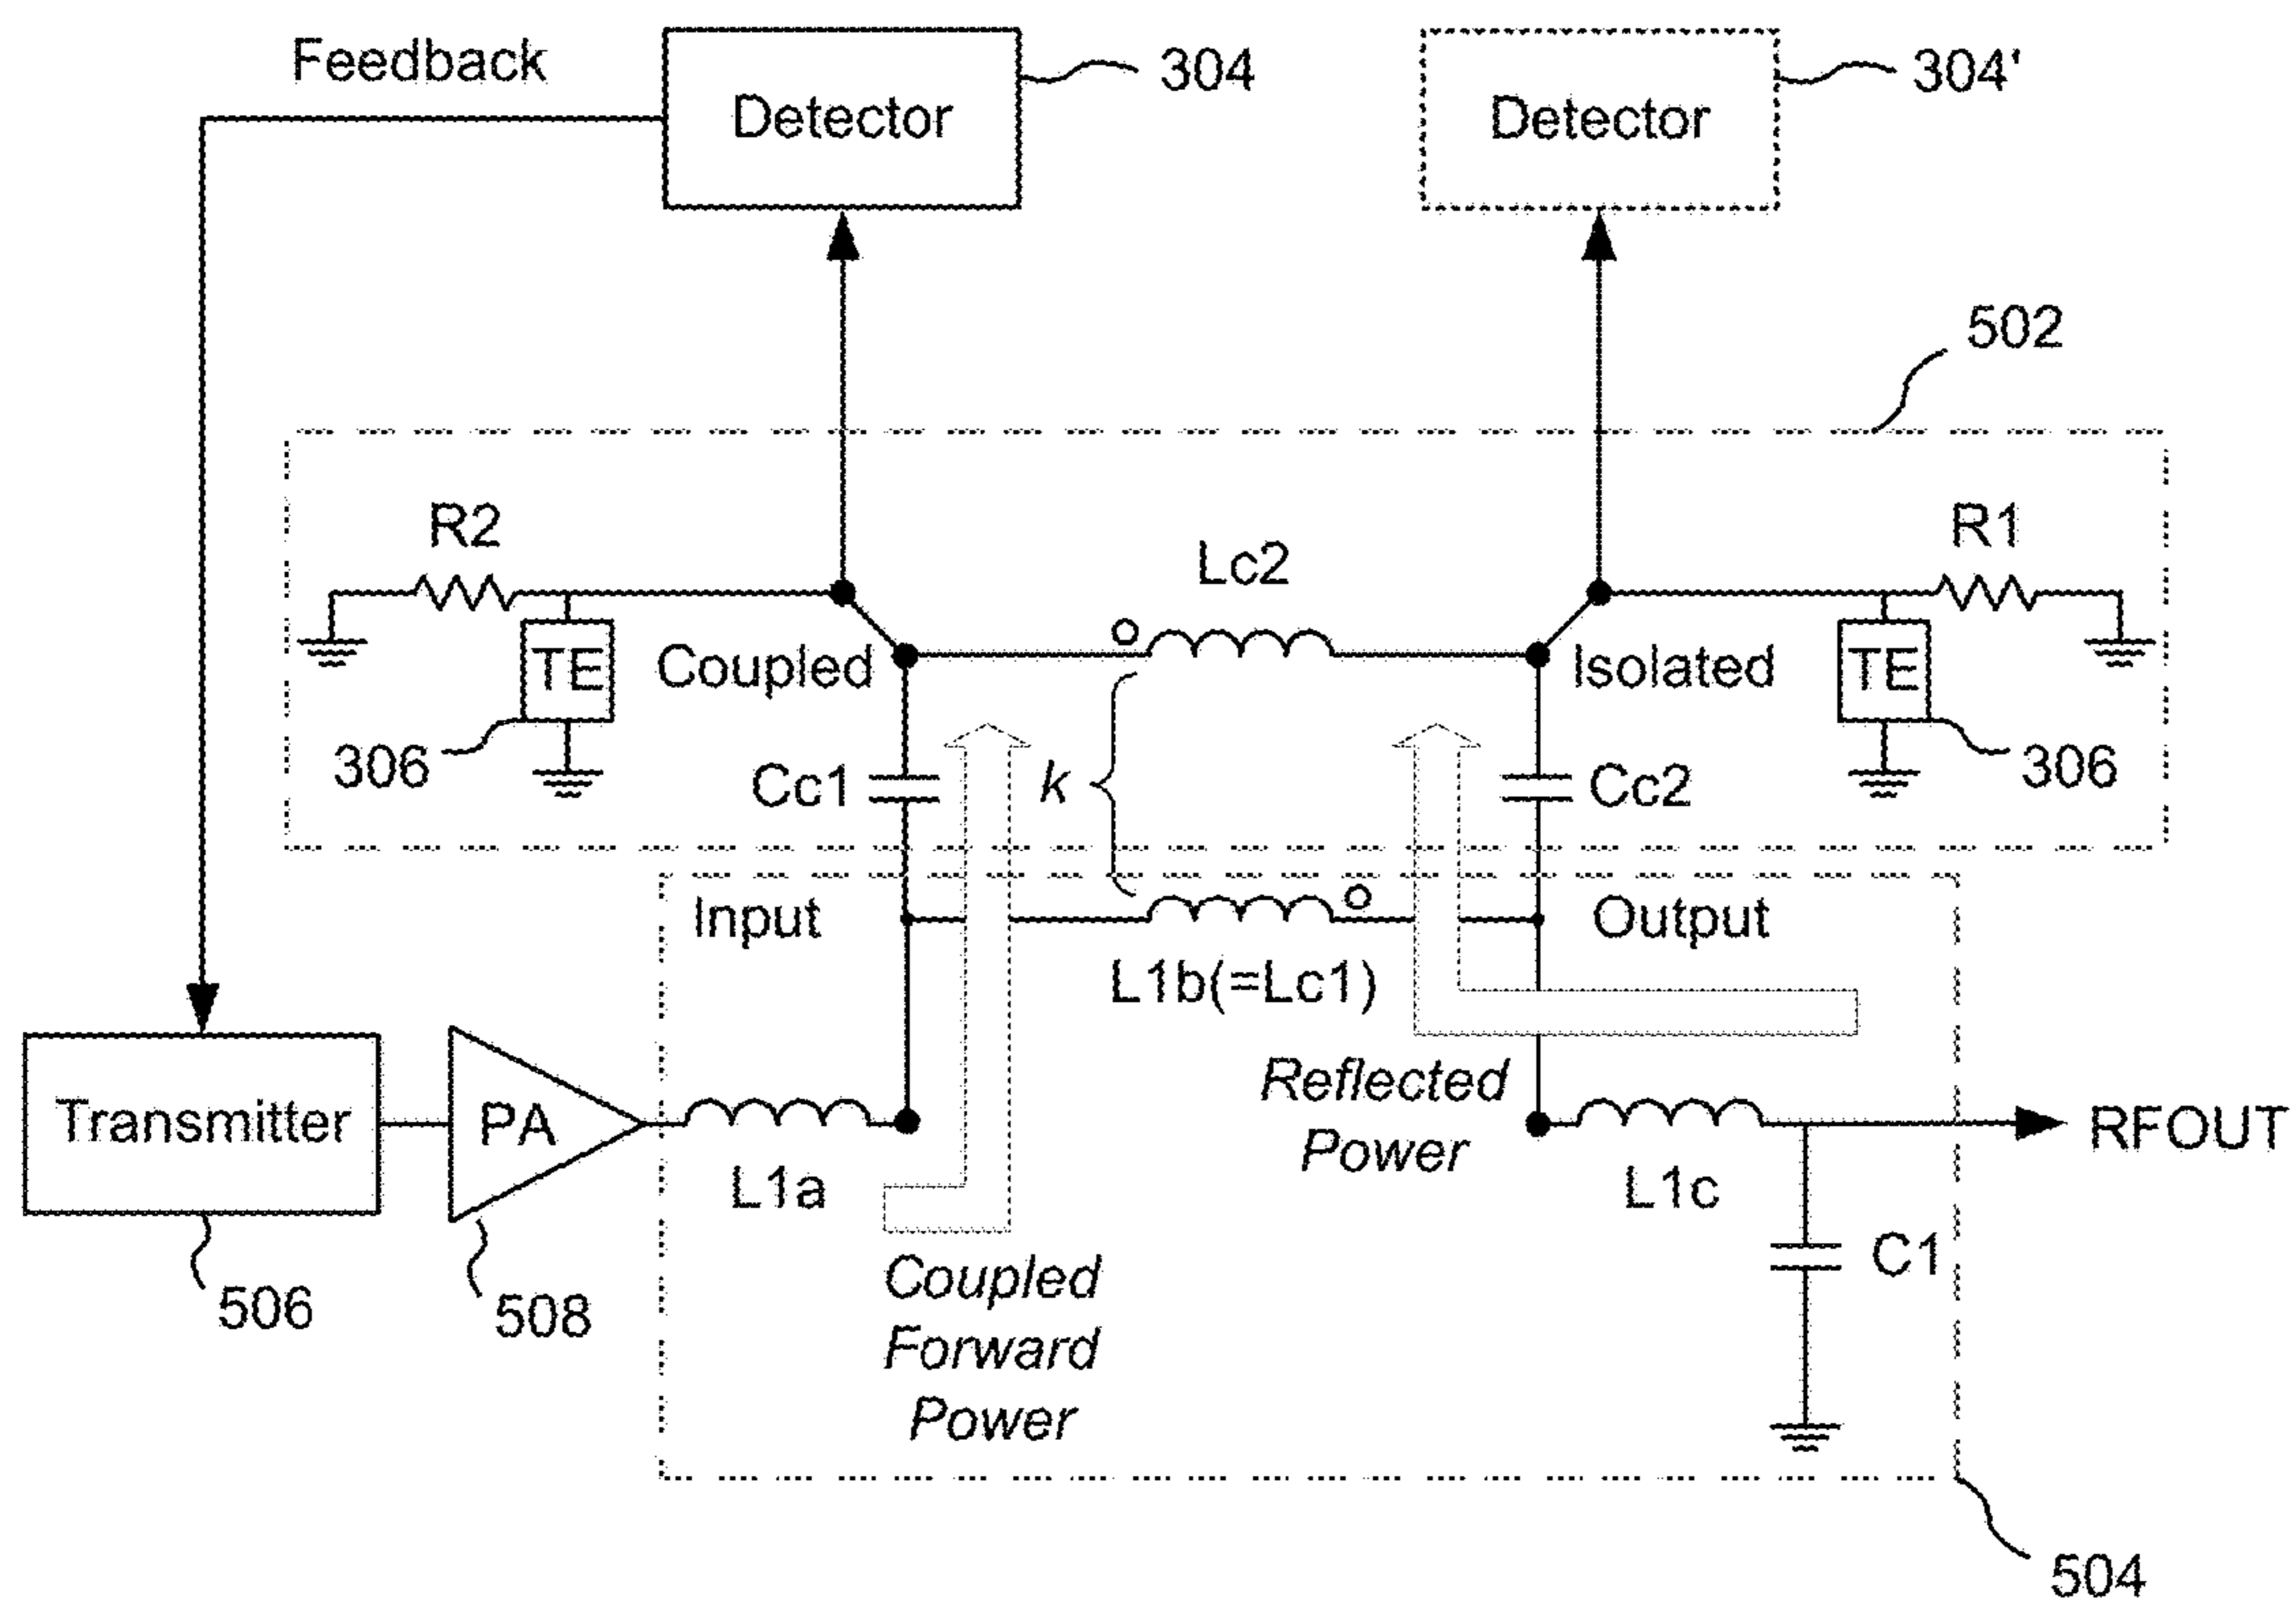 Feedback
Detector
304
Detector
304'
502
R2
Lc2
R1
TE
Coupled
Isolated
TE
306
Cc1
k
Cc2
306
Input
Output
L1b(=Lc1)
Transmitter
PA
L1a
Reflected
Power
L1c
RFOUT
506
508
Coupled
Forward
Power
C1
504